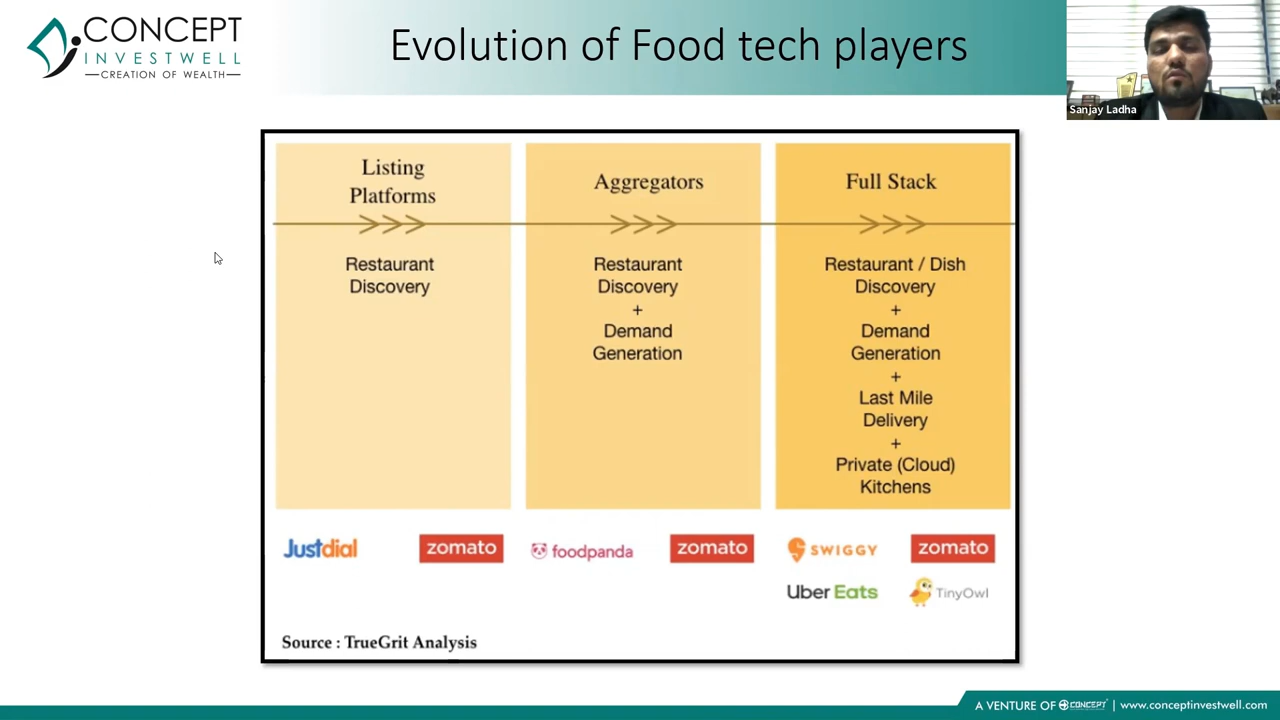 CONCEPT
INVESTWELL
CREATION OF WEALTH
Evolution of Food tech players
Sanjay Ladha
Listing
Platforms
Restaurant
Discovery
Aggregators
Restaurant
Discovery
+
Demand
Generation
Full Stack
Restaurant / Dish
Discovery
+
Demand
Generation
+
Last Mile
Delivery
+
Private (Cloud)
Kitchens
Justdial
zomato
foodpanda
zomato
SWIGGY
zomato
Uber Eats
TinyOwl
Source : TrueGrit Analysis
A VENTURE OF CONCEPT | www.conceptinvestwell.com